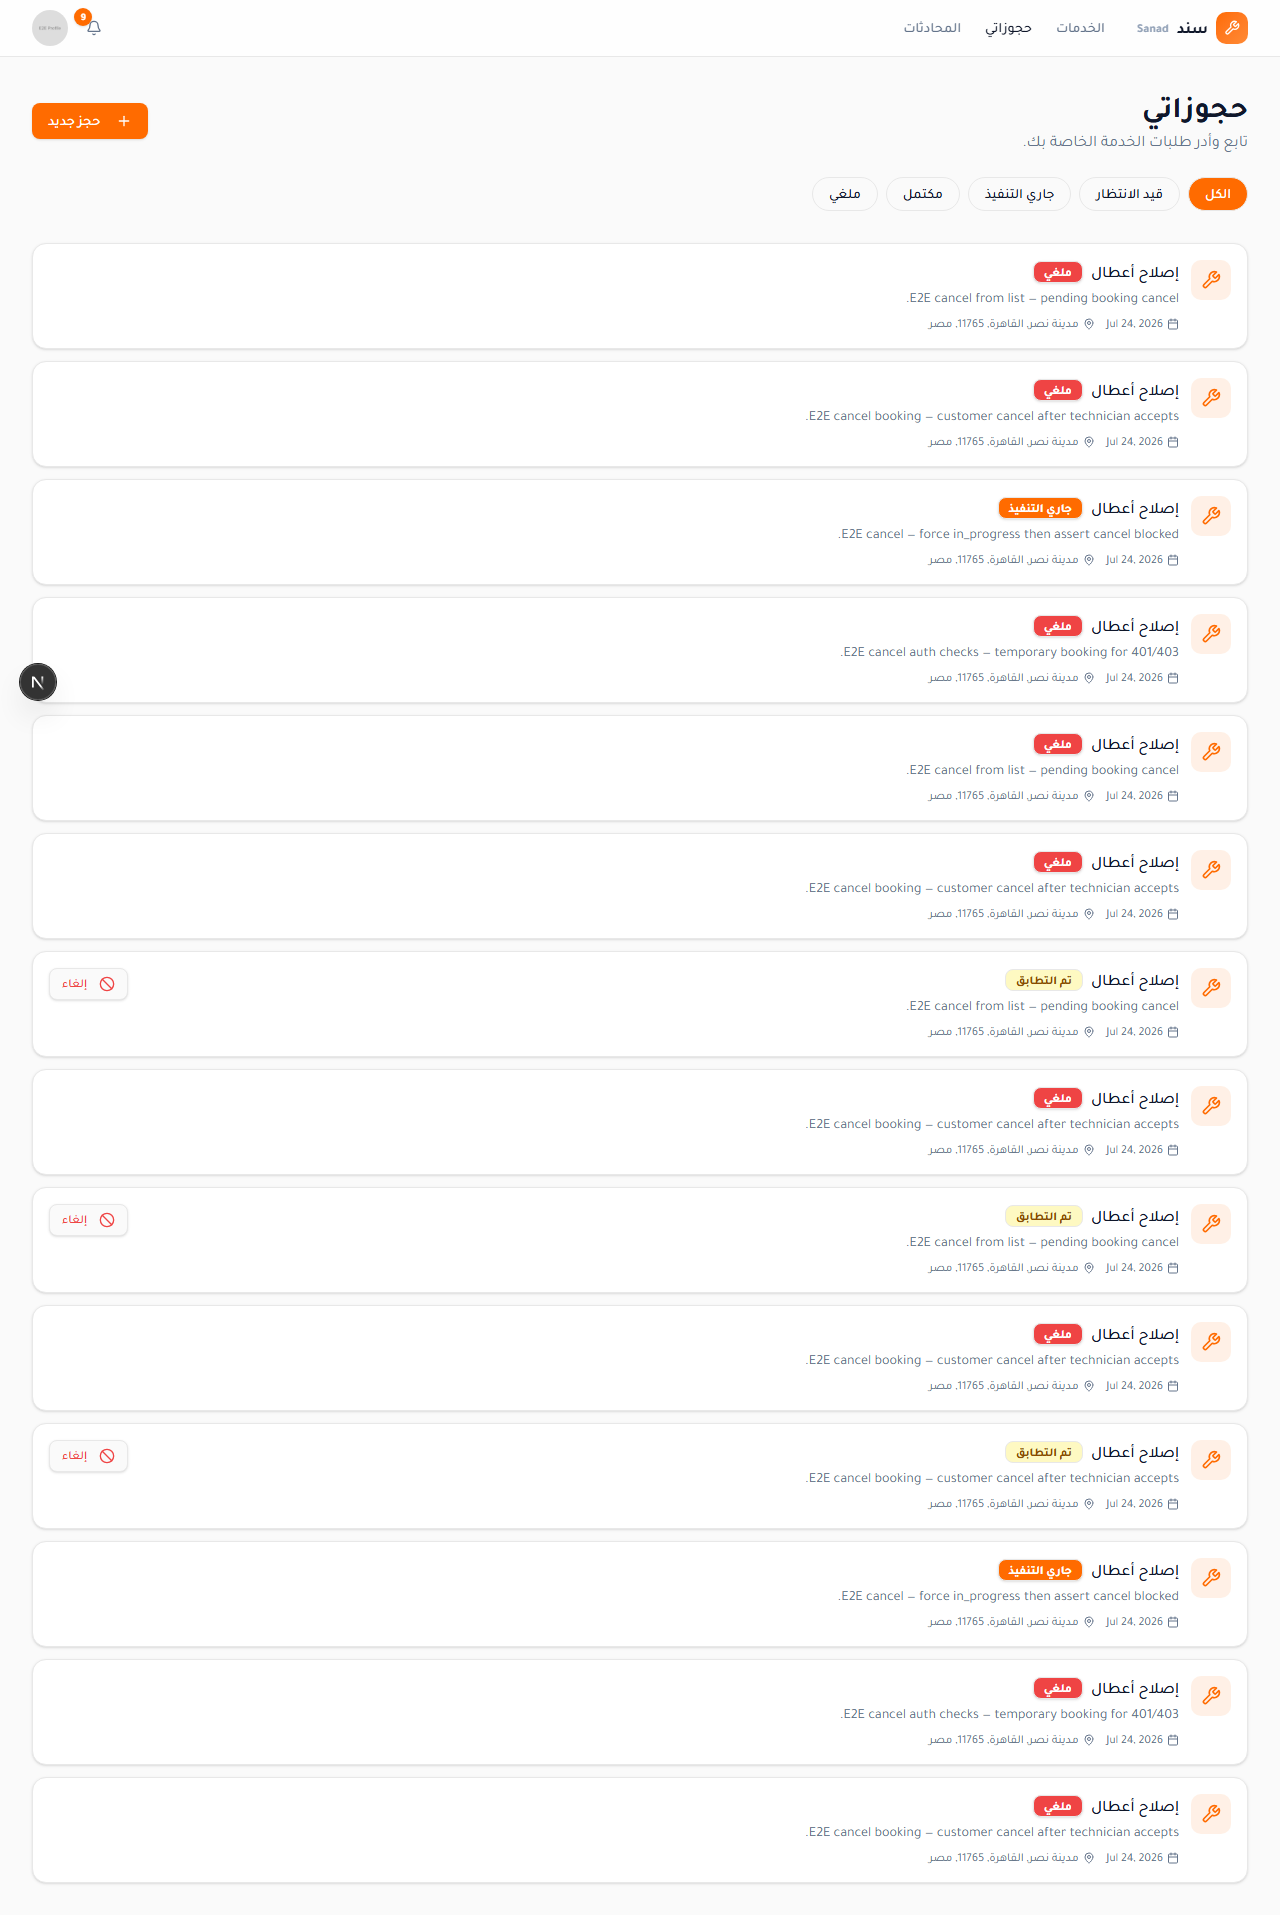 سند Sanad
الخدمات
حجوزاتي
المحادثات
9
E2E Profile
حجوزاتي
تابع وأدر طلبات الخدمة الخاصة بك.
حجز جديد
الكل
قيد الانتظار
جاري التنفيذ
مكتمل
ملغي
إصلاح أعطال ملغي
E2E cancel from list – pending booking cancel.
Jul 24, 2026 مدينة نصر, القاهرة, 11765, مصر
إصلاح أعطال ملغي
E2E cancel booking – customer cancel after technician accepts.
Jul 24, 2026 مدينة نصر, القاهرة, 11765, مصر
إصلاح أعطال جاري التنفيذ
E2E cancel – force in_progress then assert cancel blocked.
Jul 24, 2026 مدينة نصر, القاهرة, 11765, مصر
إصلاح أعطال ملغي
E2E cancel auth checks – temporary booking for 401/403.
Jul 24, 2026 مدينة نصر, القاهرة, 11765, مصر
N
إصلاح أعطال ملغي
E2E cancel from list – pending booking cancel.
Jul 24, 2026 مدينة نصر, القاهرة, 11765, مصر
إصلاح أعطال ملغي
E2E cancel booking – customer cancel after technician accepts.
Jul 24, 2026 مدينة نصر, القاهرة, 11765, مصر
إصلاح أعطال تم التطابق
إلغاء
E2E cancel from list – pending booking cancel.
Jul 24, 2026 مدينة نصر, القاهرة, 11765, مصر
إصلاح أعطال ملغي
E2E cancel booking – customer cancel after technician accepts.
Jul 24, 2026 مدينة نصر, القاهرة, 11765, مصر
إصلاح أعطال تم التطابق
إلغاء
E2E cancel from list – pending booking cancel.
Jul 24, 2026 مدينة نصر, القاهرة, 11765, مصر
إصلاح أعطال ملغي
E2E cancel booking – customer cancel after technician accepts.
Jul 24, 2026 مدينة نصر, القاهرة, 11765, مصر
إصلاح أعطال تم التطابق
إلغاء
E2E cancel booking – customer cancel after technician accepts.
Jul 24, 2026 مدينة نصر, القاهرة, 11765, مصر
إصلاح أعطال جاري التنفيذ
E2E cancel – force in_progress then assert cancel blocked.
Jul 24, 2026 مدينة نصر, القاهرة, 11765, مصر
إصلاح أعطال ملغي
E2E cancel auth checks – temporary booking for 401/403.
Jul 24, 2026 مدينة نصر, القاهرة, 11765, مصر
إصلاح أعطال ملغي
E2E cancel booking – customer cancel after technician accepts.
Jul 24, 2026 مدينة نصر, القاهرة, 11765, مصر